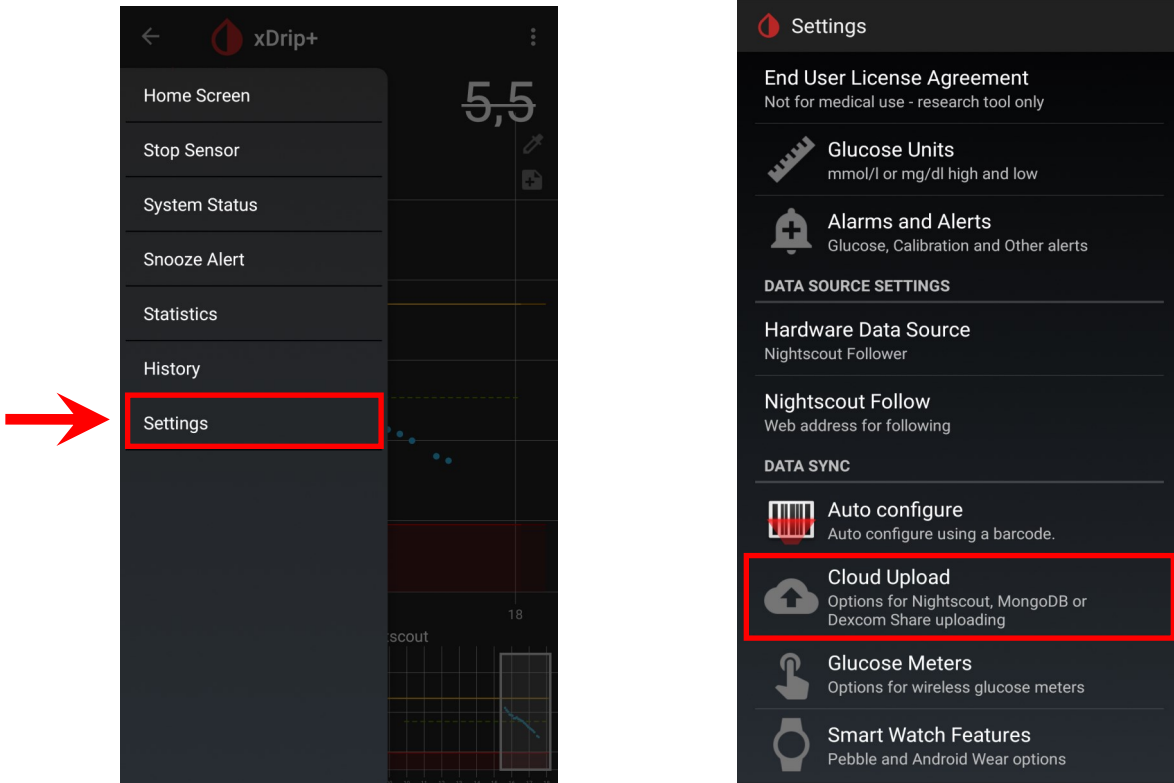 xDrip+
Home Screen
5,5
Stop Sensor
System Status
Snooze Alert
Statistics
History
Settings
18
scout
Settings
End User License Agreement
Not for medical use - research tool only
Glucose Units
mmol/l or mg/dl high and low
Alarms and Alerts
Glucose, Calibration and Other alerts
DATA SOURCE SETTINGS
Hardware Data Source
Nightscout Follower
Nightscout Follow
Web address for following
DATA SYNC
Auto configure
Auto configure using a barcode.
Cloud Upload
Options for Nightscout, MongoDB or
Dexcom Share uploading
Glucose Meters
Options for wireless glucose meters
Smart Watch Features
Pebble and Android Wear options